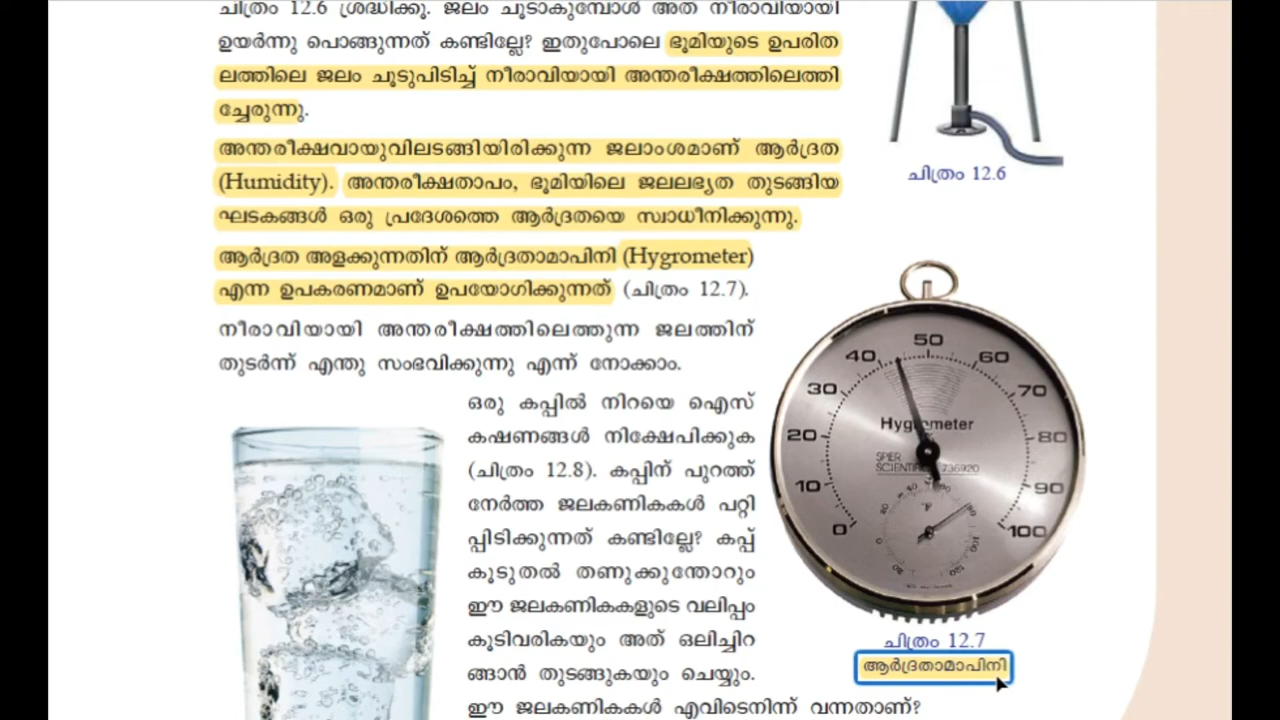 ചിത്രം 12.6 ശ്രദ്ധിക്കൂ. ജലം ചൂടാകുമ്പോൾ അത് നീരാവിയായി
ഉയർന്നു പൊങ്ങുന്നത് കണ്ടില്ലേ? ഇതുപോലെ ഭൂമിയുടെ ഉപരിത
ലത്തിലെ ജലം ചൂടുപിടിച്ച് നീരാവിയായി അന്തരീക്ഷത്തിലെത്തി
ച്ചേരുന്നു.
ചിത്രം 12.6
അന്തരീക്ഷവായുവിലടങ്ങിയിരിക്കുന്ന ജലാംശമാണ് ആർദ്രത
(Humidity). അന്തരീക്ഷതാപം, ഭൂമിയിലെ ജലലഭ്യത തുടങ്ങിയ
ഘടകങ്ങൾ ഒരു പ്രദേശത്തെ ആർദ്രതയെ സ്വാധീനിക്കുന്നു.
ആർദ്രത അളക്കുന്നതിന് ആർദ്രതാമാപിനി (Hygrometer)
എന്ന ഉപകരണമാണ് ഉപയോഗിക്കുന്നത് (ചിത്രം 12.7).
നീരാവിയായി അന്തരീക്ഷത്തിലെത്തുന്ന ജലത്തിന്
തുടർന്ന് എന്തു സംഭവിക്കുന്നു എന്ന് നോക്കാം.
ഒരു കപ്പിൽ നിറയെ ഐസ്
കഷണങ്ങൾ നിക്ഷേപിക്കുക
(ചിത്രം 12.8). കപ്പിന് പുറത്ത്
നേർത്ത ജലകണികകൾ പറ്റി
പ്പിടിക്കുന്നത് കണ്ടില്ലേ? കപ്പ്
കൂടുതൽ തണുക്കുന്തോറും
ഈ ജലകണികകളുടെ വലിപ്പം
കൂടിവരികയും അത് ഒലിച്ചിറ
ങ്ങാൻ തുടങ്ങുകയും ചെയ്യും.
ഈ ജലകണികകൾ എവിടെനിന്ന് വന്നതാണ്?
0 10 20 30 40 50 60 70 80 90 100
Hygrometer
SPER
SCIENTIFIC 736920
°F
ചിത്രം 12.7
ആർദ്രതാമാപിനി